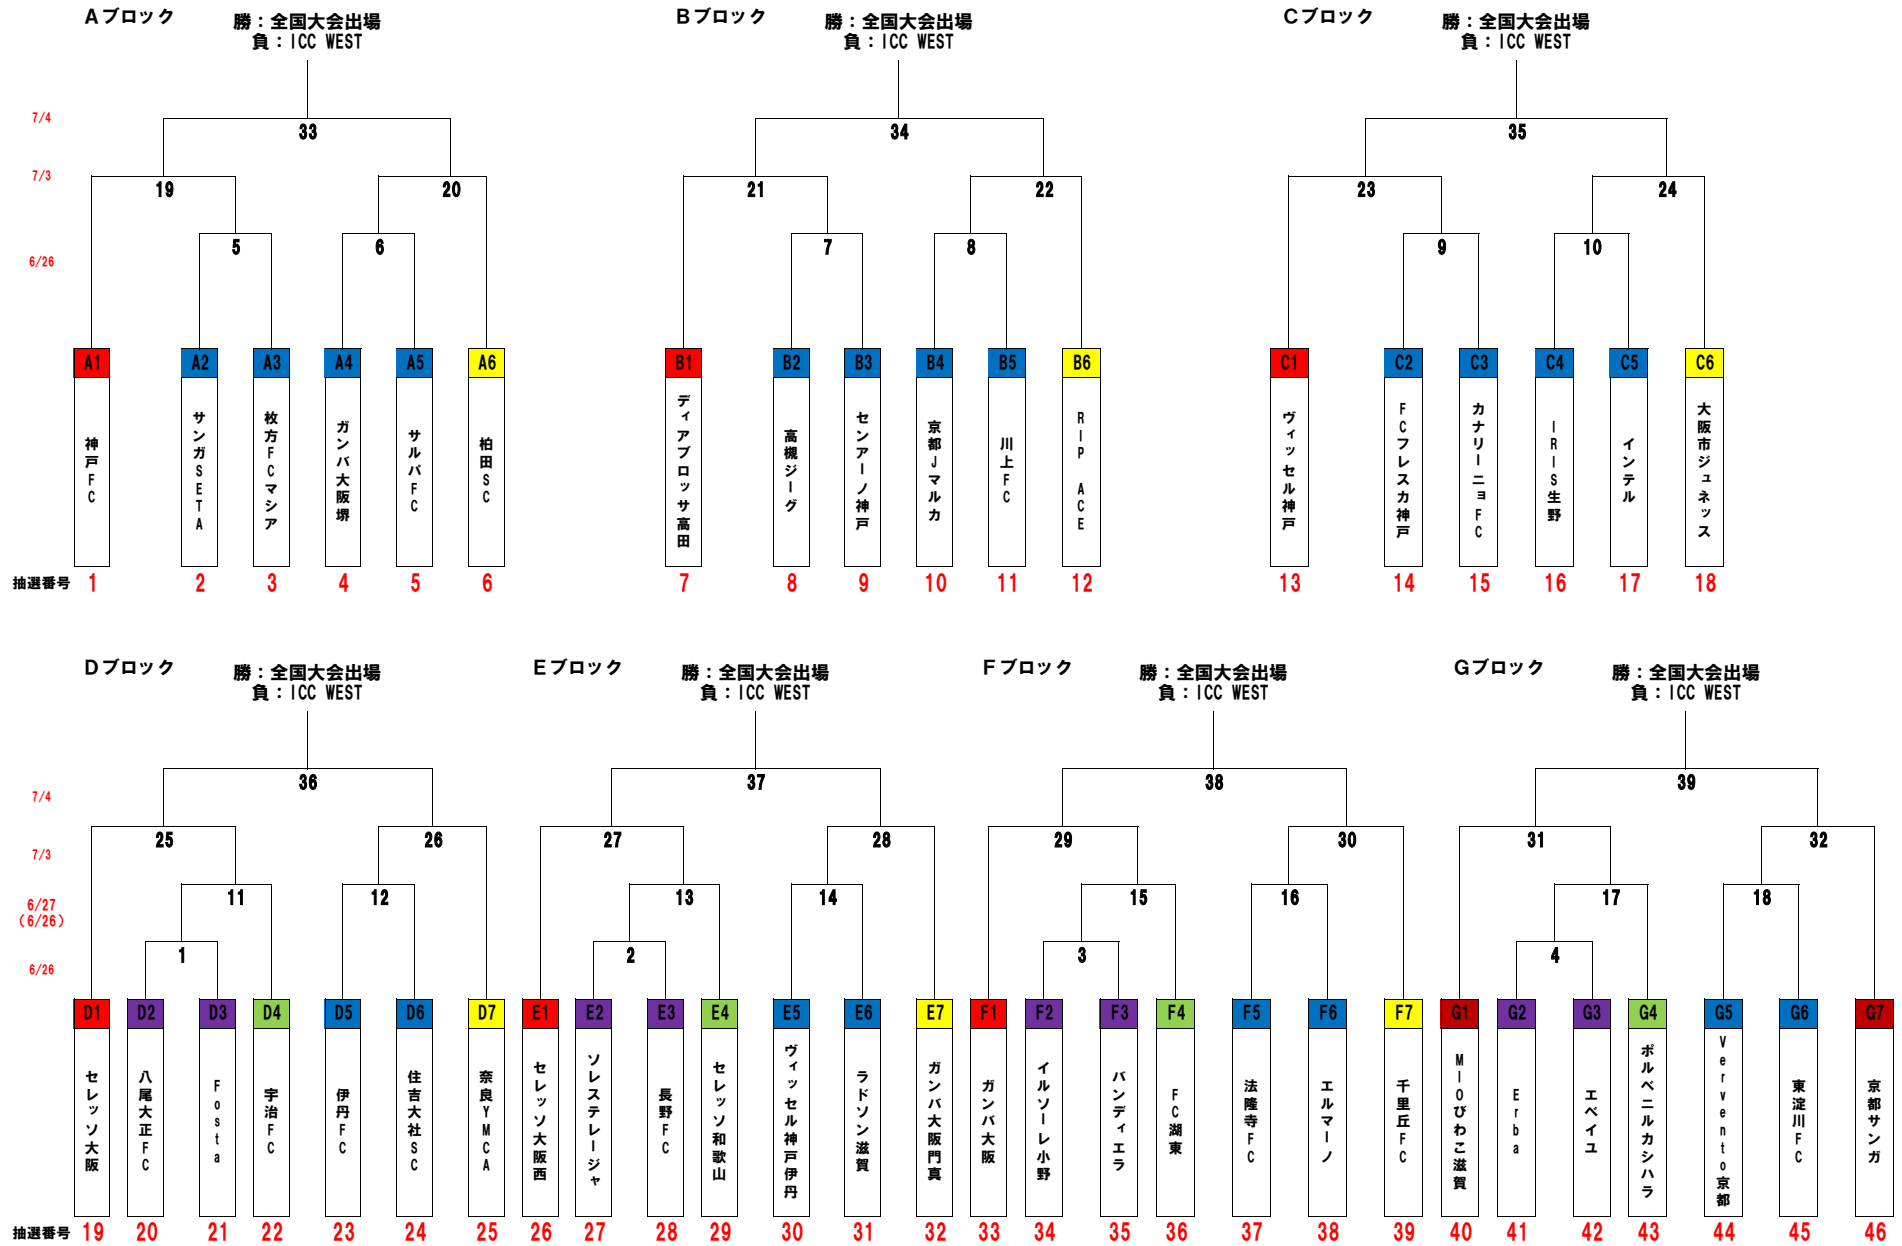 Aブロック
勝：全国大会出場
負：ICC WEST
Bブロック
勝：全国大会出場
負：ICC WEST
Cブロック
勝：全国大会出場
負：ICC WEST
7/4
33
34
35
7/3
19
20
21
22
23
24
5
6
7
8
9
10
6/26
A1
A2
A3
A4
A5
A6
B1
B2
B3
B4
B5
B6
C1
C2
C3
C4
C5
C6
神戸FC
サンガSETA
枚方FCマシア
ガンバ大阪堺
サルバFC
柏田SC
ディアブロッサ高田
高槻ジーグ
センアーノ神戸
京都Jマルカ
川上FC
RIP ACE
ヴィッセル神戸
FCフレスカ神戸
カナリーニョFC
IRIS生野
インテル
大阪市ジュネッス
抽選番号 1 2 3 4 5 6 7 8 9 10 11 12 13 14 15 16 17 18
Dブロック
勝：全国大会出場
負：ICC WEST
Eブロック
勝：全国大会出場
負：ICC WEST
Fブロック
勝：全国大会出場
負：ICC WEST
Gブロック
勝：全国大会出場
負：ICC WEST
36
37
38
39
7/4
25
26
27
28
29
30
31
32
7/3
11
12
13
14
15
16
17
18
6/27
(6/26)
1
2
3
4
6/26
D1
D2
D3
D4
D5
D6
D7
E1
E2
E3
E4
E5
E6
E7
F1
F2
F3
F4
F5
F6
F7
G1
G2
G3
G4
G5
G6
G7
セレッソ大阪
八尾大正FC
Fosta
宇治FC
伊丹FC
住吉大社SC
奈良YMCA
セレッソ大阪西
ソレステレージャ
長野FC
セレッソ和歌山
ヴィッセル神戸伊丹
ラドソン滋賀
ガンバ大阪門真
ガンバ大阪
イルソーレ小野
バンディエラ
FC湖東
法隆寺FC
エルマーノ
千里丘FC
MIOびわこ滋賀
Erba
エベイユ
ポルベニルカシハラ
Vervento京都
東淀川FC
京都サンガ
抽選番号 19 20 21 22 23 24 25 26 27 28 29 30 31 32 33 34 35 36 37 38 39 40 41 42 43 44 45 46